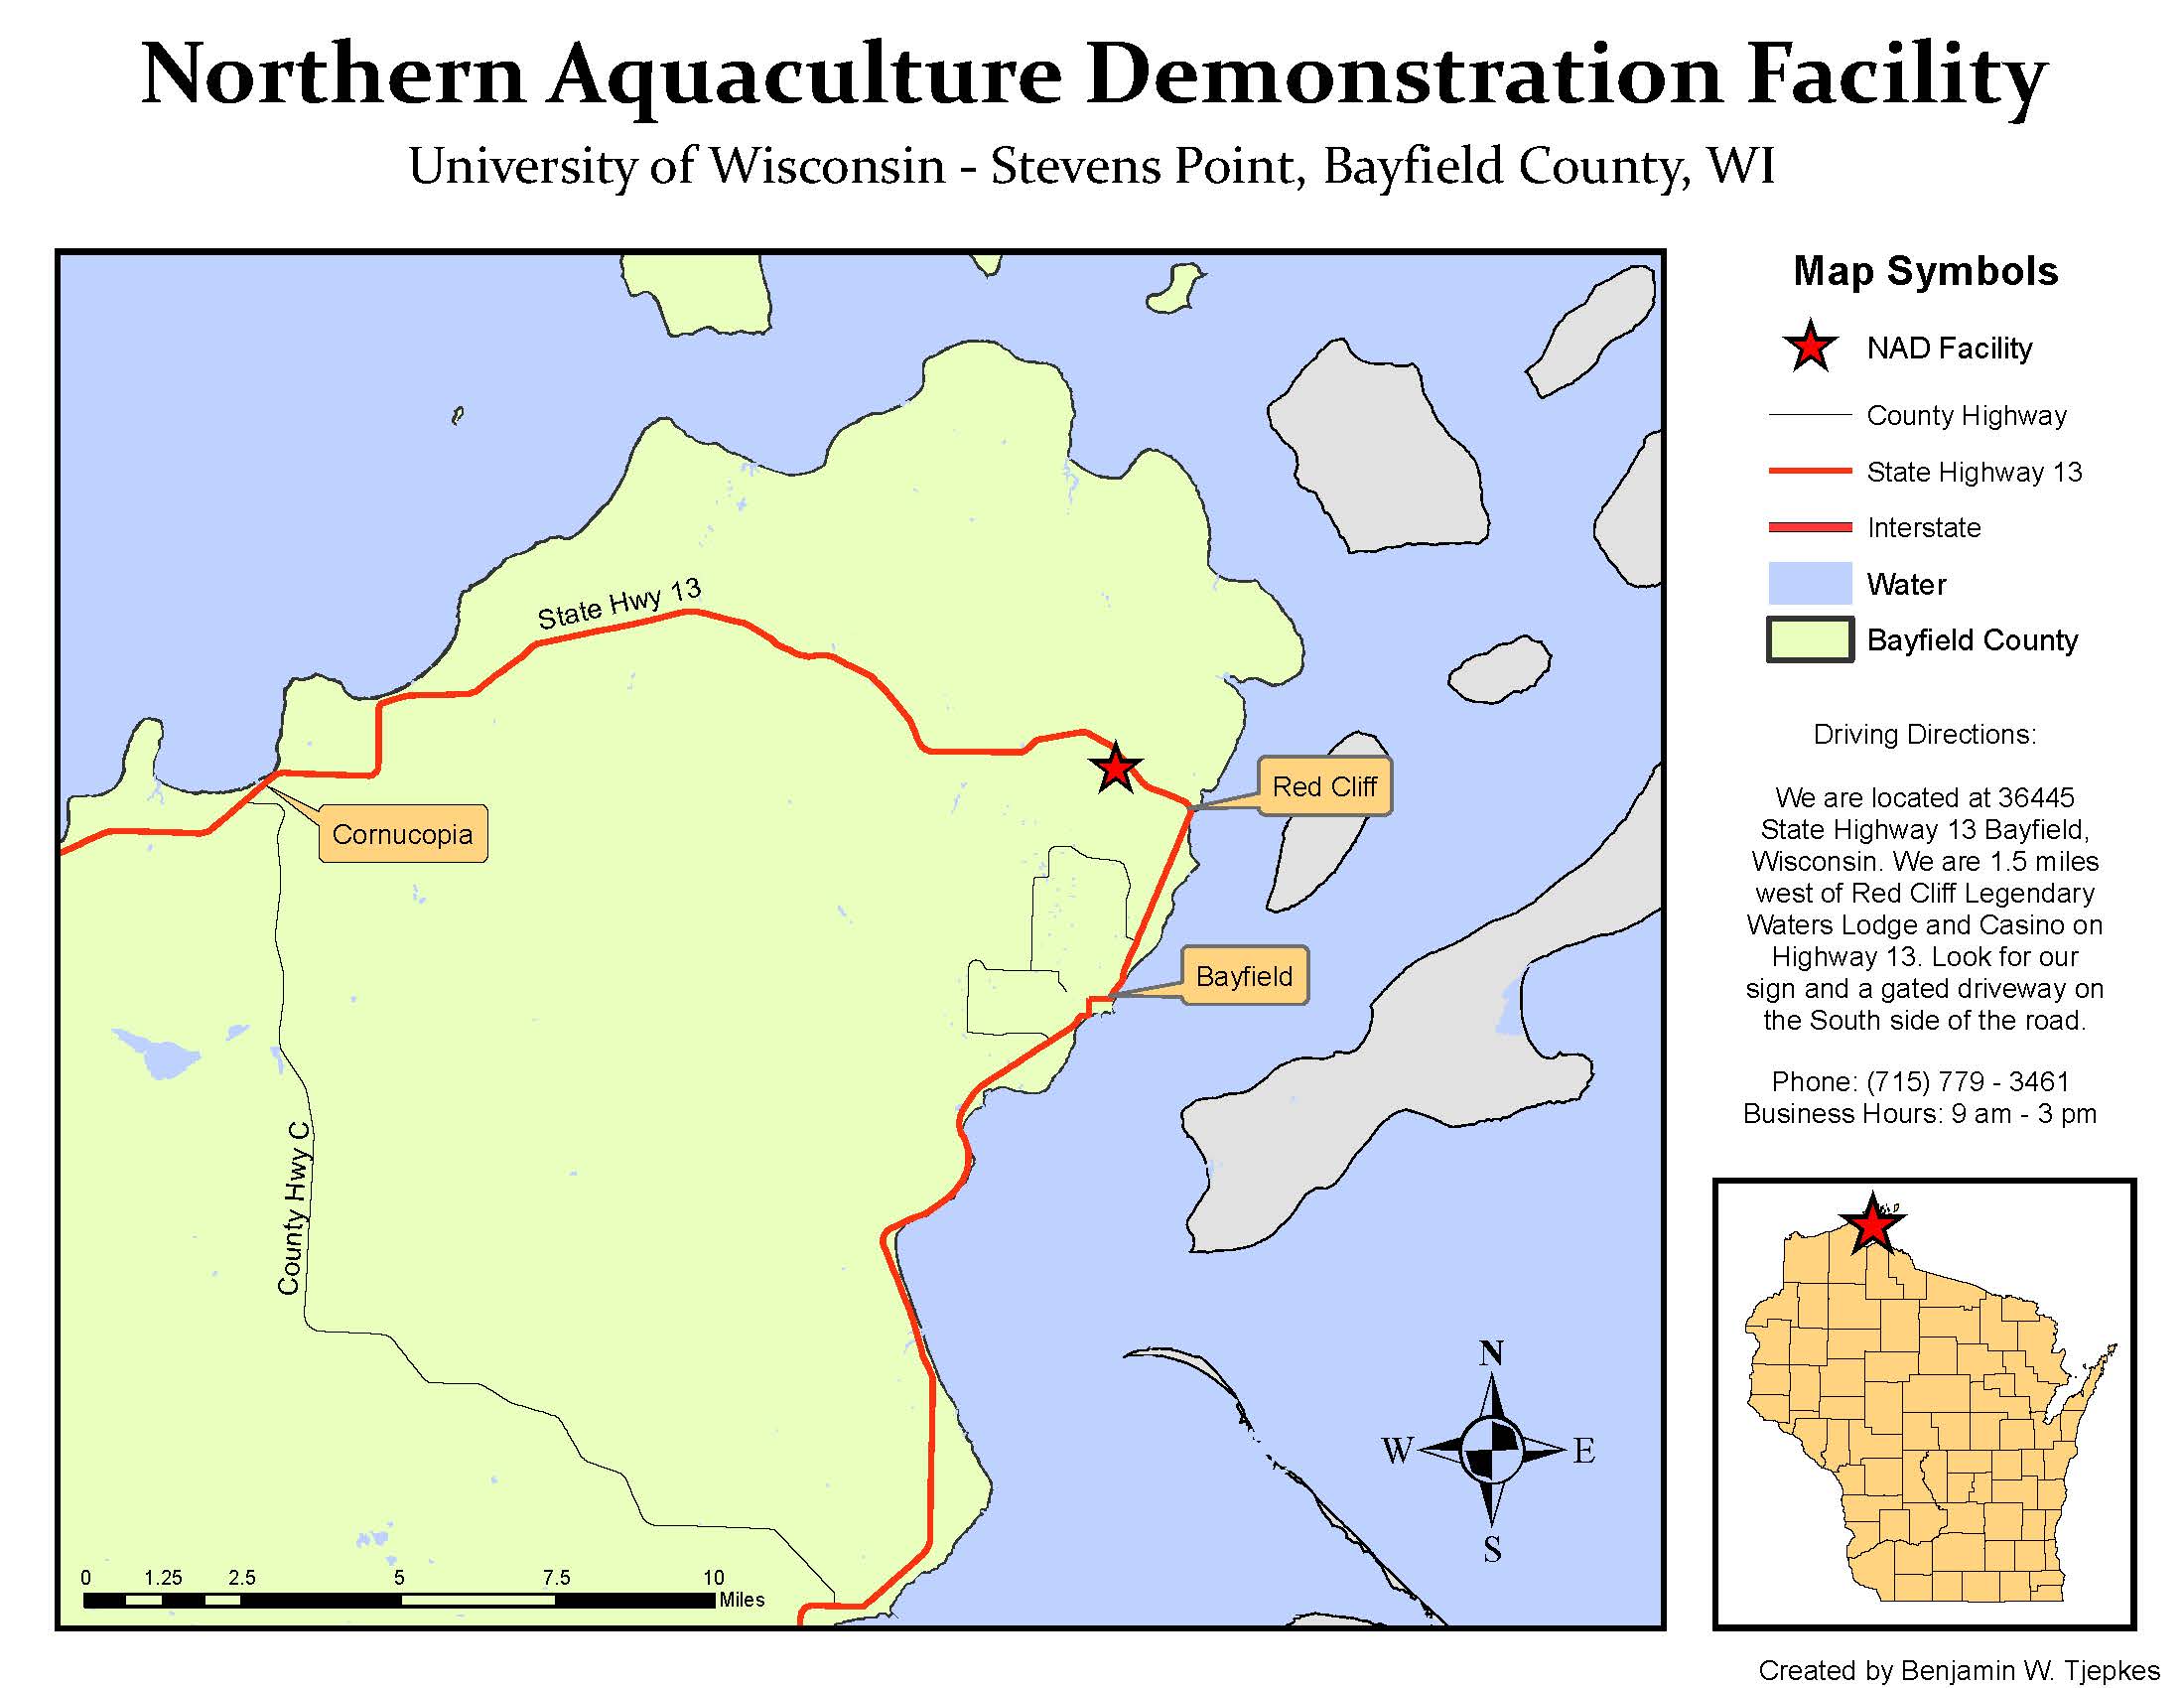 Northern Aquaculture Demonstration Facility
University of Wisconsin - Stevens Point, Bayfield County, WI
Map Symbols
NAD Facility
County Highway
State Highway 13
Interstate
Water
Bayfield County
State Hwy 13
Red Cliff
Cornucopia
Bayfield
County Hwy C
Driving Directions:
We are located at 36445
State Highway 13 Bayfield,
Wisconsin. We are 1.5 miles
west of Red Cliff Legendary
Waters Lodge and Casino on
Highway 13. Look for our
sign and a gated driveway on
the South side of the road.
Phone: (715) 779 - 3461
Business Hours: 9 am - 3 pm
N
W E
S
0 1.25 2.5 5 7.5 10
Miles
Created by Benjamin W. Tjepkes